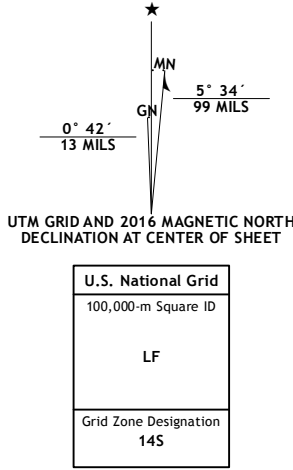 MN
5° 34´
99 MILS
GN
0° 42´
13 MILS
UTM GRID AND 2016 MAGNETIC NORTH
DECLINATION AT CENTER OF SHEET
U.S. National Grid
100,000-m Square ID
LF
Grid Zone Designation
14S